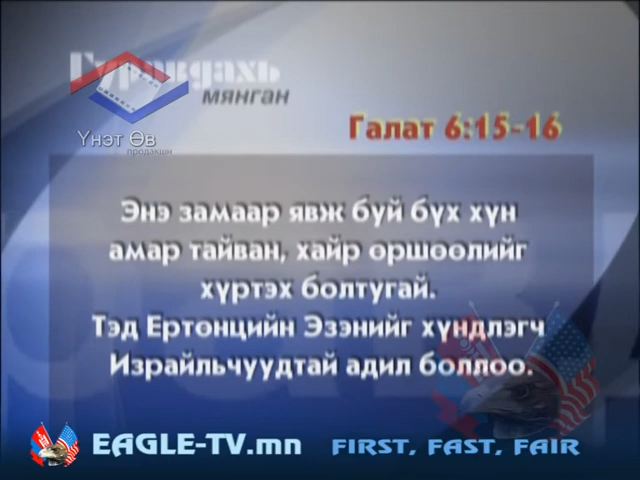 Гуравдахь
мянган
Үнэт Өв
продакшн
Галат 6:15-16
Энэ замаар явж буй бүх хүн
амар тайван, хайр өршөөлийг
хүртэх болтугай.
Тэд Ертөнцийн Эзэнийг хүндлэгч
Израйльчуудтай адил боллоо.
EAGLE-TV.mn FIRST, FAST, FAIR